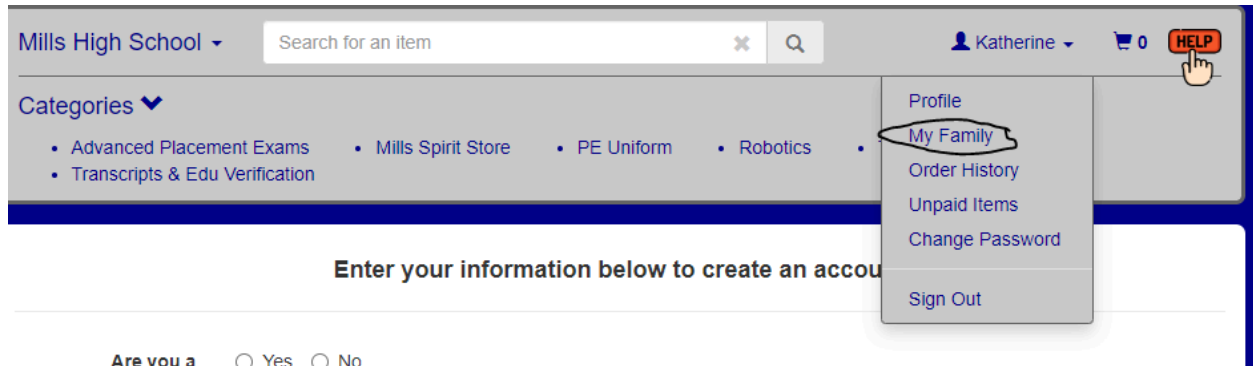 Mills High School
Search for an item
Katherine
0
HELP
Categories
Advanced Placement Exams
Mills Spirit Store
PE Uniform
Robotics
Transcripts & Edu Verification
Profile
My Family
Order History
Unpaid Items
Change Password
Sign Out
Enter your information below to create an
Are you a
Yes
No